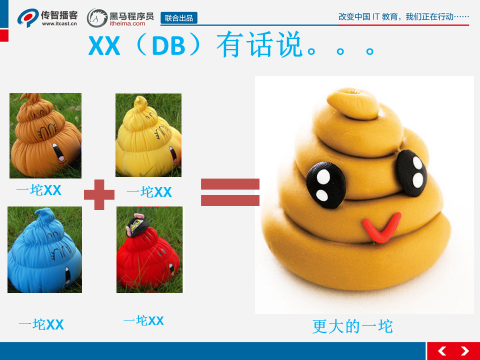 传智播客
www.itcast.cn
黑马程序员
itheima.com
联合出品
改变中国 IT 教育，我们正在行动……
XX（DB）有话说。。。
一坨XX
一坨XX
一坨XX
一坨XX
更大的一坨